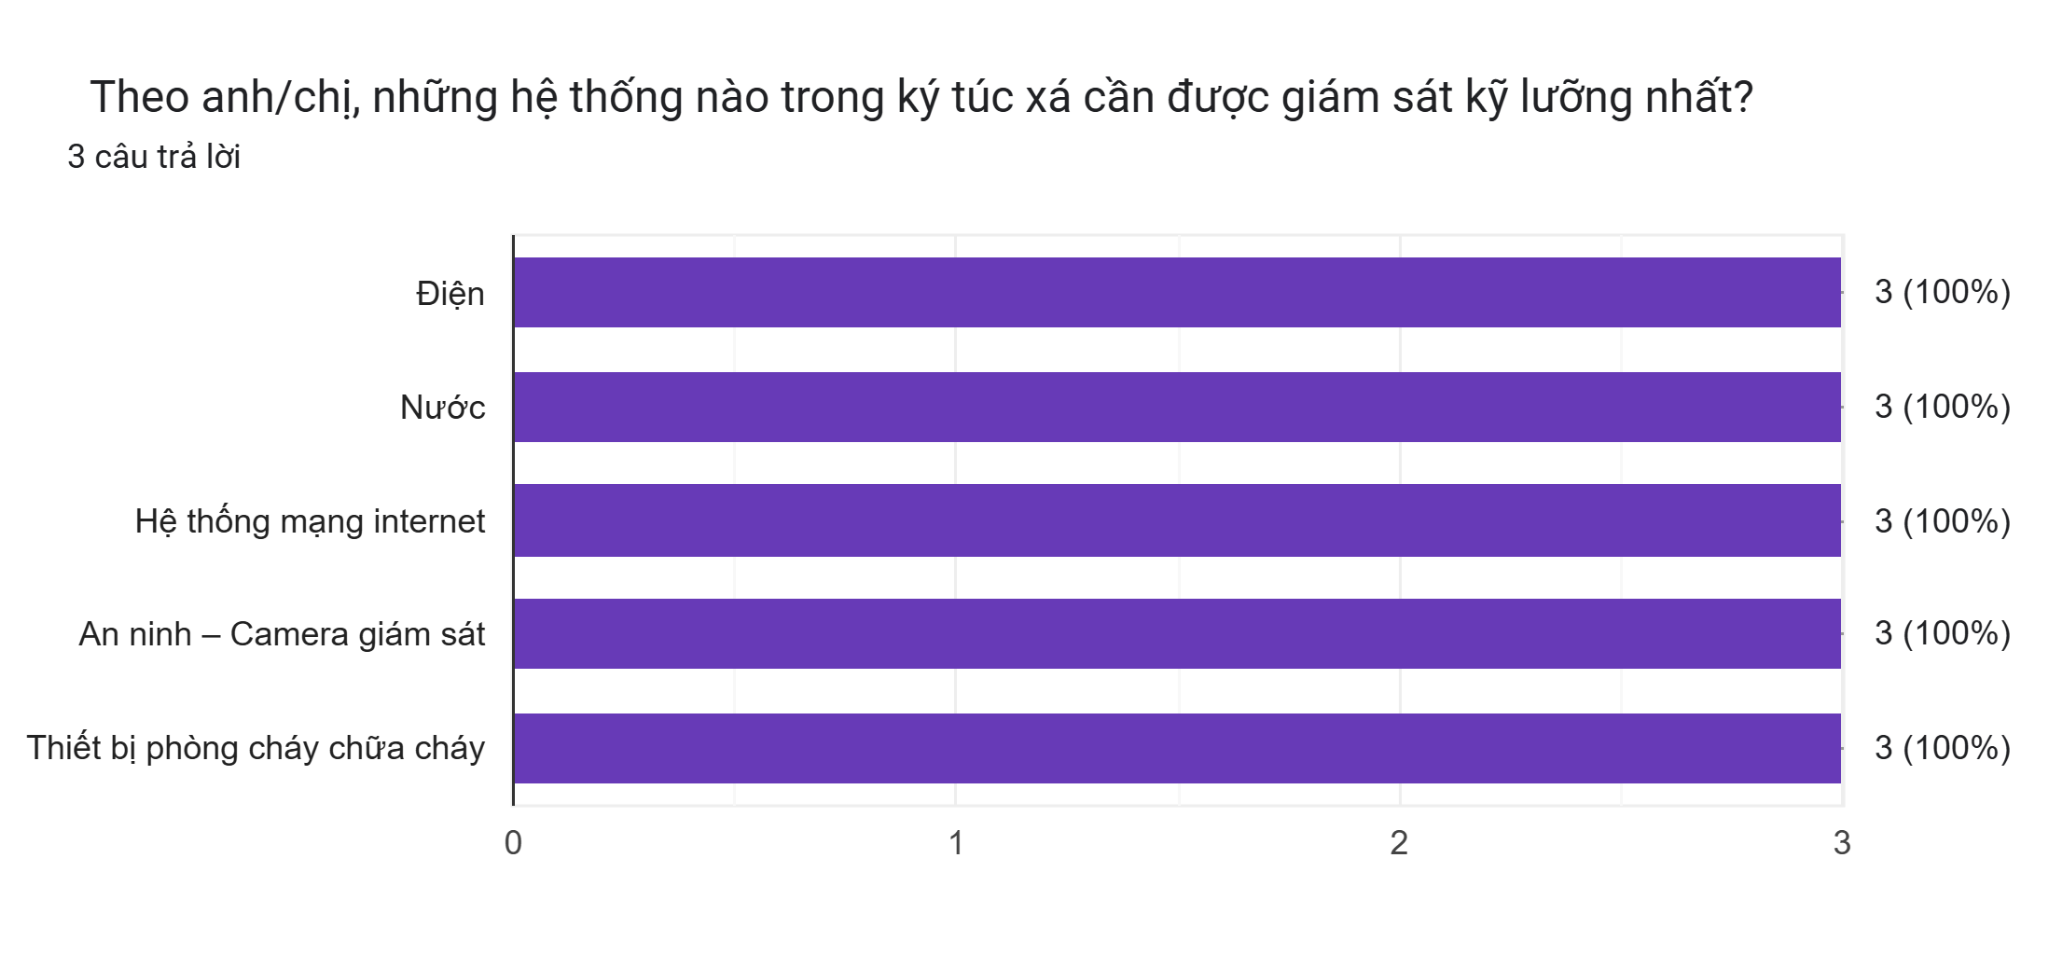 Theo anh/chị, những hệ thống nào trong ký túc xá cần được giám sát kỹ lưỡng nhất?
3 câu trả lời
Điện 3 (100%)
Nước 3 (100%)
Hệ thống mạng internet 3 (100%)
An ninh – Camera giám sát 3 (100%)
Thiết bị phòng cháy chữa cháy 3 (100%)
0 1 2 3